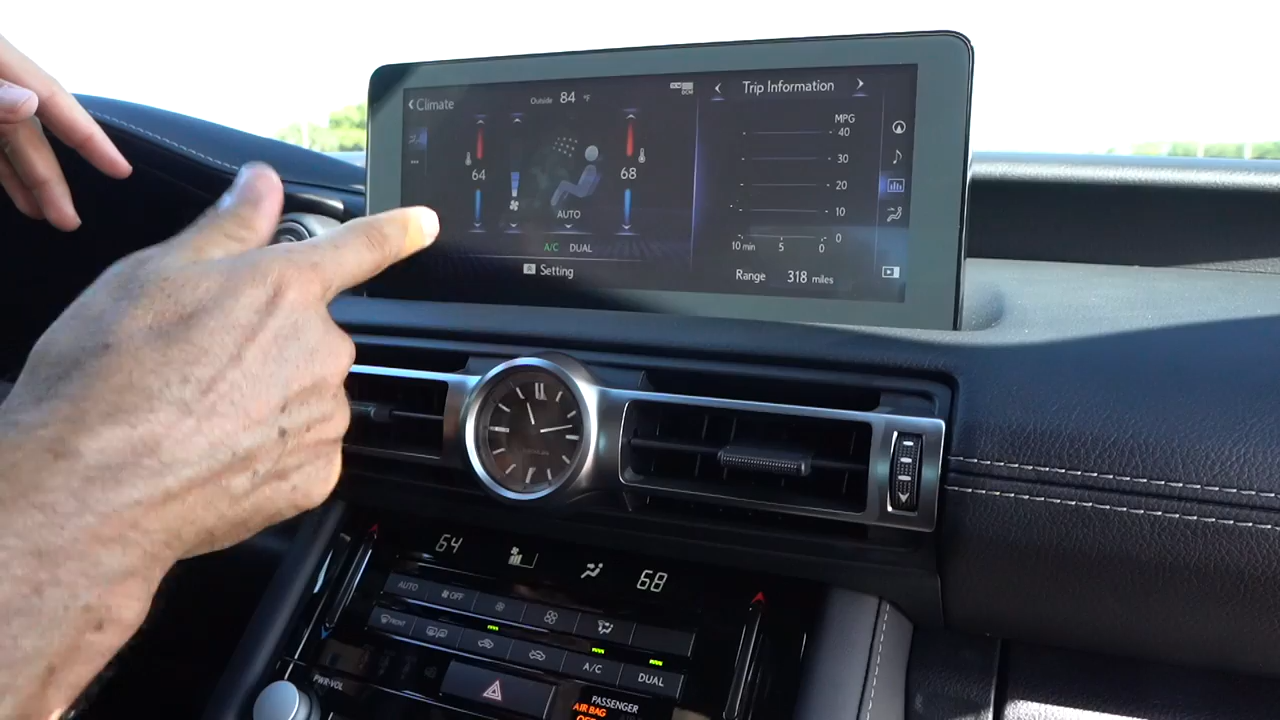 Climate
Outside 84 °F
64
68
AUTO
A/C DUAL
A Setting
Trip Information
MPG
40
30
20
10
0
10 min 5 0
Range 318 miles
64
68
AUTO
OFF
FRONT
A/C
DUAL
PWR·VOL
PASSENGER
AIR BAG
OFF